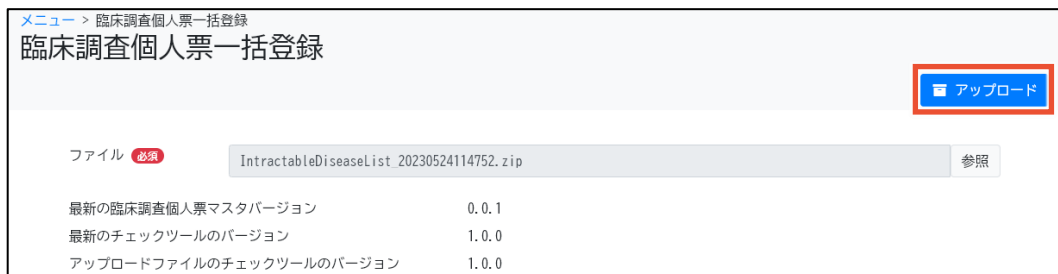 メニュー > 臨床調査個人票一括登録
臨床調査個人票一括登録
アップロード
ファイル 必須 IntractableDiseaseList_20230524114752.zip 参照
最新の臨床調査個人票マスタバージョン 0.0.1
最新のチェックツールのバージョン 1.0.0
アップロードファイルのチェックツールのバージョン 1.0.0